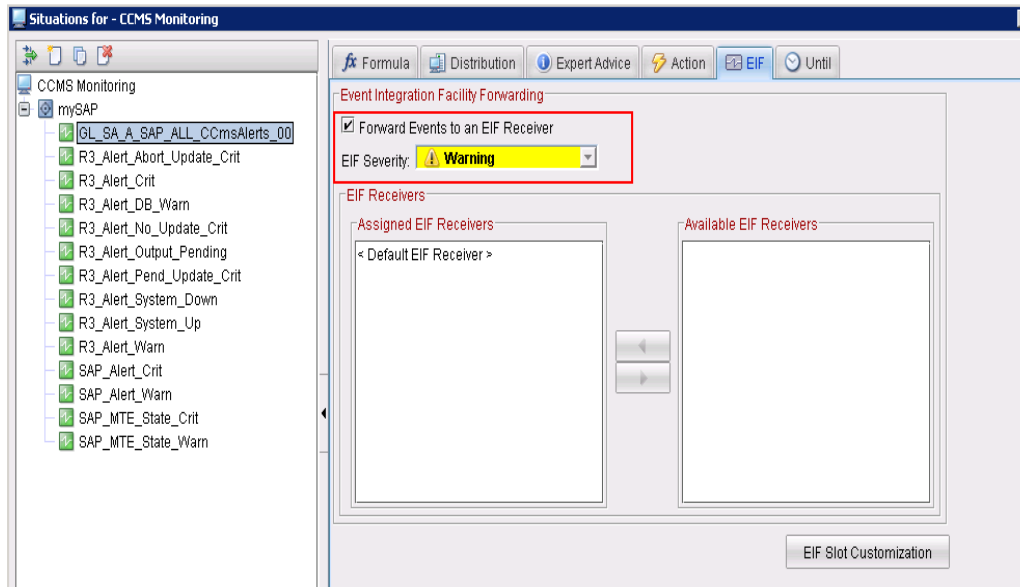 Situations for - CCMS Monitoring
CCMS Monitoring
mySAP
GL_SA_A_SAP_ALL_CCmsAlerts_00
R3_Alert_Abort_Update_Crit
R3_Alert_Crit
R3_Alert_DB_Warn
R3_Alert_No_Update_Crit
R3_Alert_Output_Pending
R3_Alert_Pend_Update_Crit
R3_Alert_System_Down
R3_Alert_System_Up
R3_Alert_Warn
SAP_Alert_Crit
SAP_Alert_Warn
SAP_MTE_State_Crit
SAP_MTE_State_Warn
fx Formula Distribution Expert Advice Action EIF Until
Event Integration Facility Forwarding
Forward Events to an EIF Receiver
EIF Severity: Warning
EIF Receivers
Assigned EIF Receivers
< Default EIF Receiver >
Available EIF Receivers
EIF Slot Customization